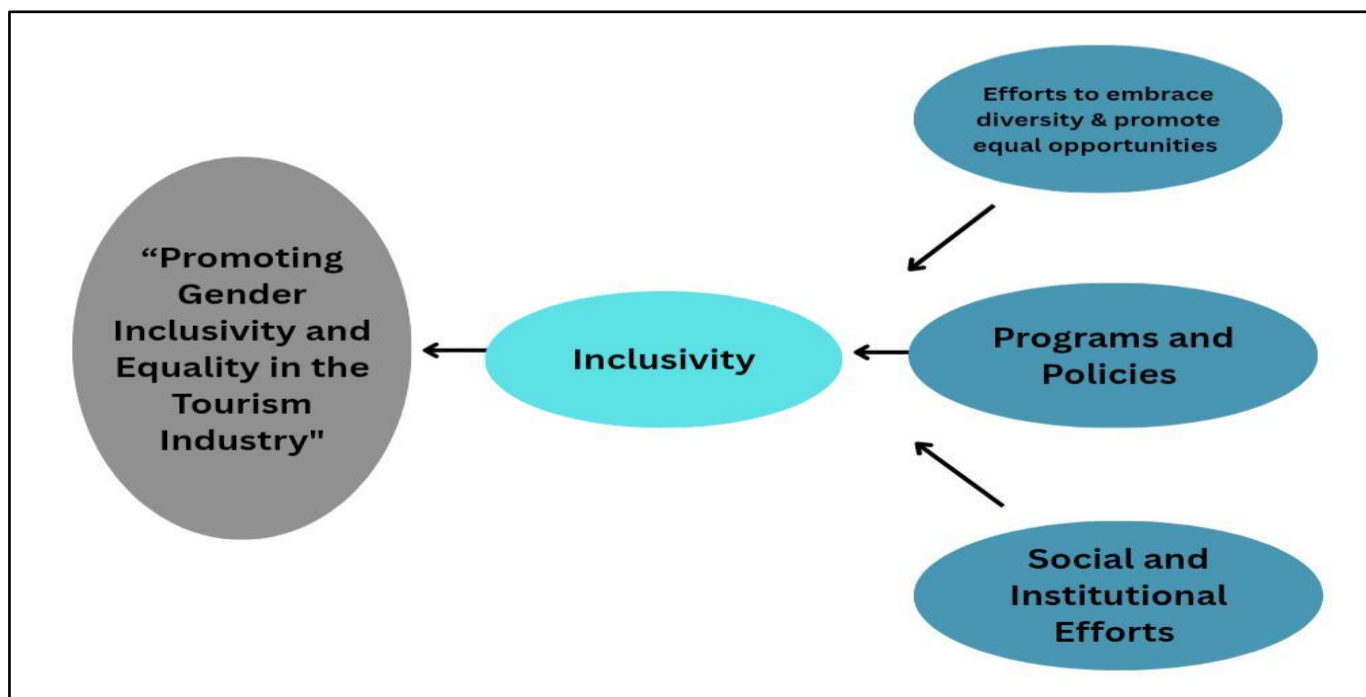 “Promoting
Gender
Inclusivity and
Equality in the
Tourism
Industry"
Inclusivity
Efforts to embrace
diversity & promote
equal opportunities
Programs and
Policies
Social and
Institutional
Efforts